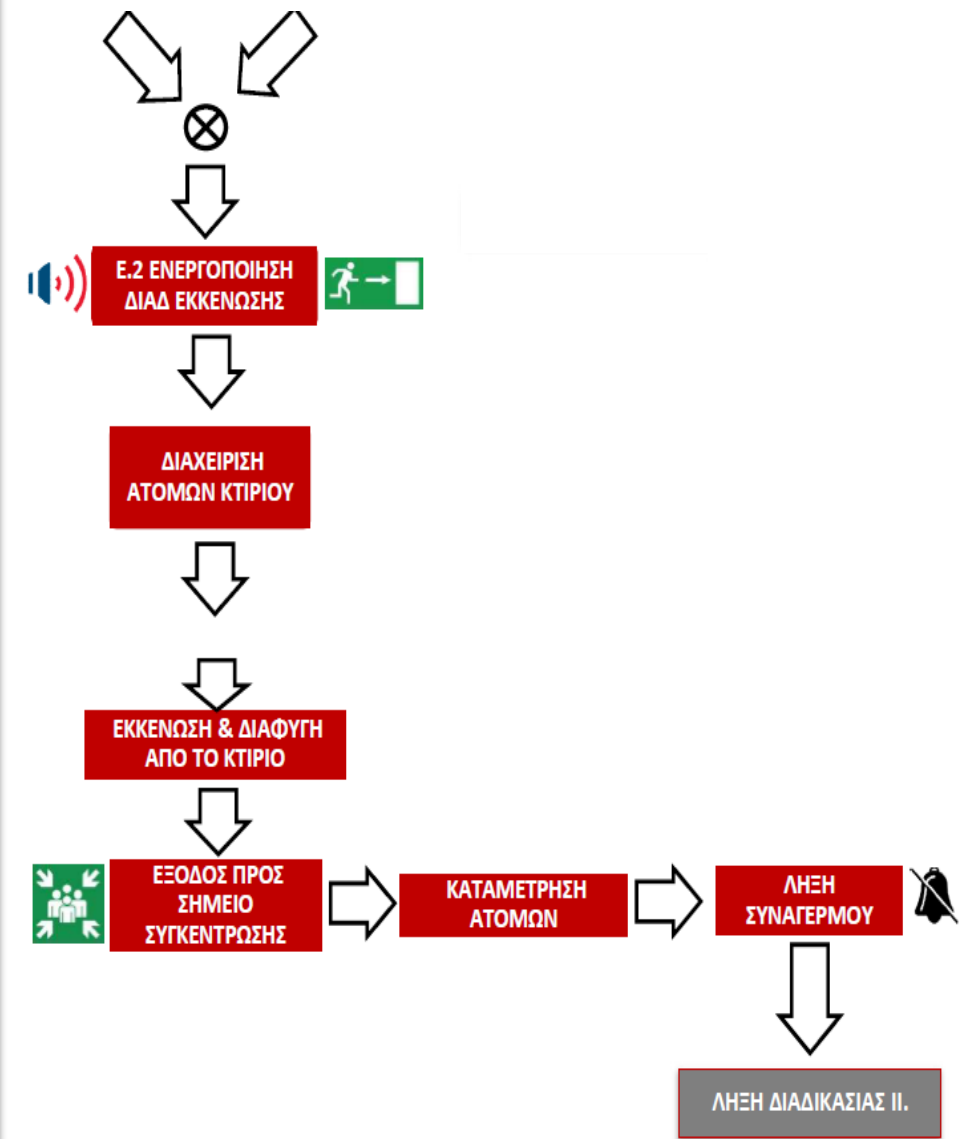 Ε.2 ΕΝΕΡΓΟΠΟΙΗΣΗ
ΔΙΑΔ ΕΚΚΕΝΩΣΗΣ
ΔΙΑΧΕΙΡΙΣΗ
ΑΤΟΜΩΝ ΚΤΙΡΙΟΥ
ΕΚΚΕΝΩΣΗ & ΔΙΑΦΥΓΗ
ΑΠΟ ΤΟ ΚΤΙΡΙΟ
ΕΞΟΔΟΣ ΠΡΟΣ
ΣΗΜΕΙΟ
ΣΥΓΚΕΝΤΡΩΣΗΣ
ΚΑΤΑΜΕΤΡΗΣΗ
ΑΤΟΜΩΝ
ΛΗΞΗ
ΣΥΝΑΓΕΡΜΟΥ
ΛΗΞΗ ΔΙΑΔΙΚΑΣΙΑΣ ΙΙ.